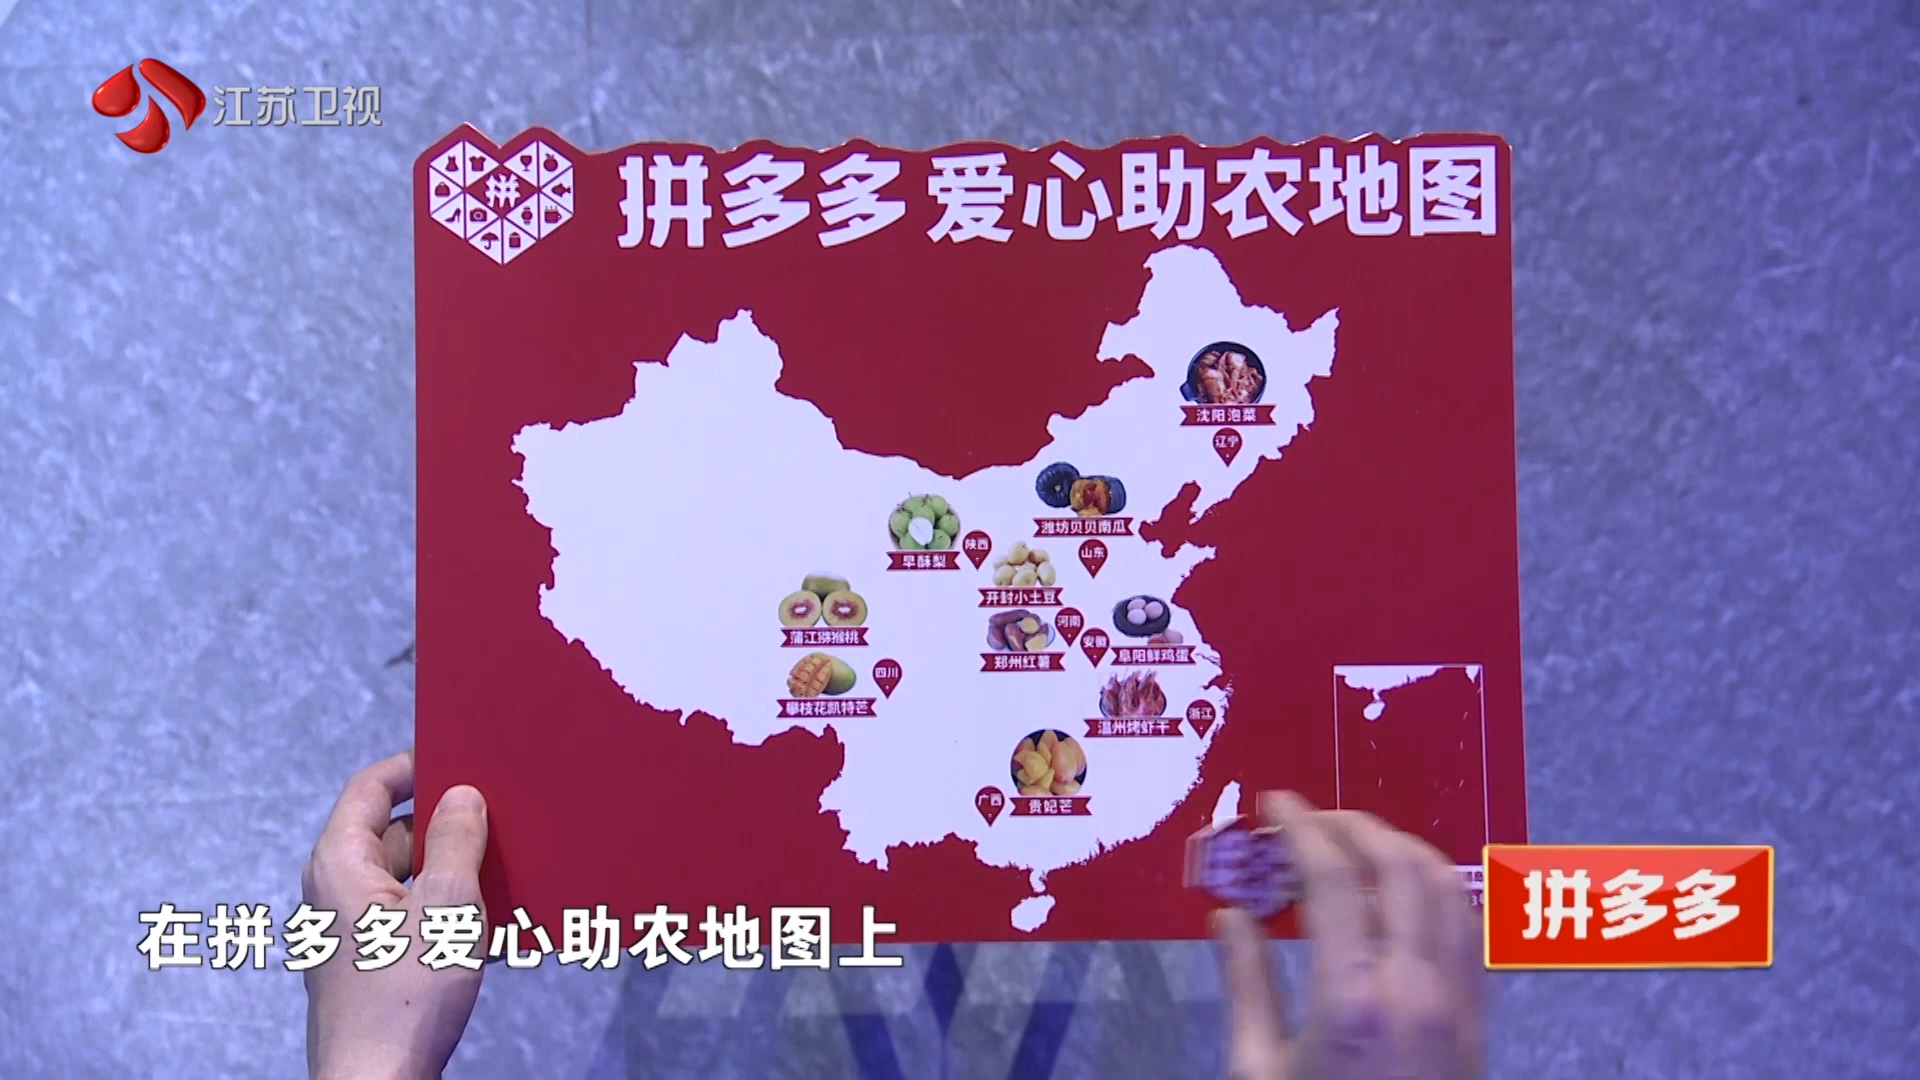 江苏卫视
拼
拼多多 爱心助农地图
沈阳泡菜
辽宁
潍坊贝贝南瓜
山东
早酥梨
陕西
开封小土豆
蒲江猕猴桃
河南
郑州红薯
安徽
阜阳鲜鸡蛋
四川
攀枝花凯特芒
温州烤虾干
浙江
广西
贵妃芒
在拼多多爱心助农地图上
拼多多